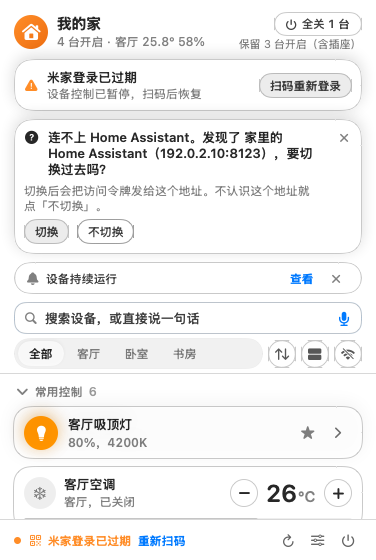 我的家
4 台开启 · 客厅 25.8° 58%
全关 1 台
保留 3 台开启（含插座）
米家登录已过期
设备控制已暂停，扫码后恢复
扫码重新登录
连不上 Home Assistant。发现了 家里的
Home Assistant（192.0.2.10:8123），要切
换过去吗?
切换后会把访问令牌发给这个地址。不认识这个地址就
点「不切换」。
切换
不切换
设备持续运行
查看
搜索设备，或直接说一句话
全部
客厅
卧室
书房
常用控制 6
客厅吸顶灯
80%，4200K
客厅空调
客厅，已关闭
26°C
米家登录已过期
重新扫码